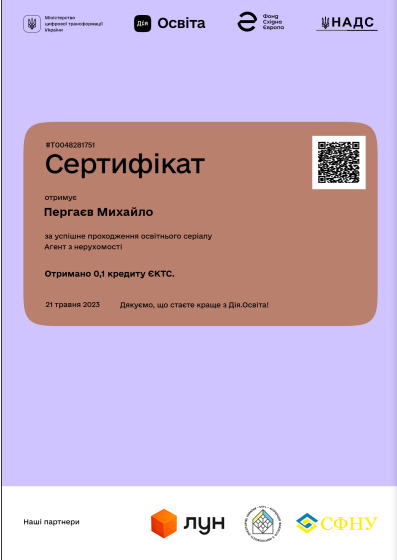 Міністерство
цифрової трансформації
України
Дія Освіта
Фонд
Східна
Європа
НАДС
#T0048281751
Сертифікат
отримує
Пергаєв Михайло
за успішне проходження освітнього серіалу
Агент з нерухомості
Отримано 0,1 кредиту ЄКТС.
21 травня 2023 Дякуємо, що стаєте краще з Дія.Освіта!
Наші партнери
ЛУН
СФНУ